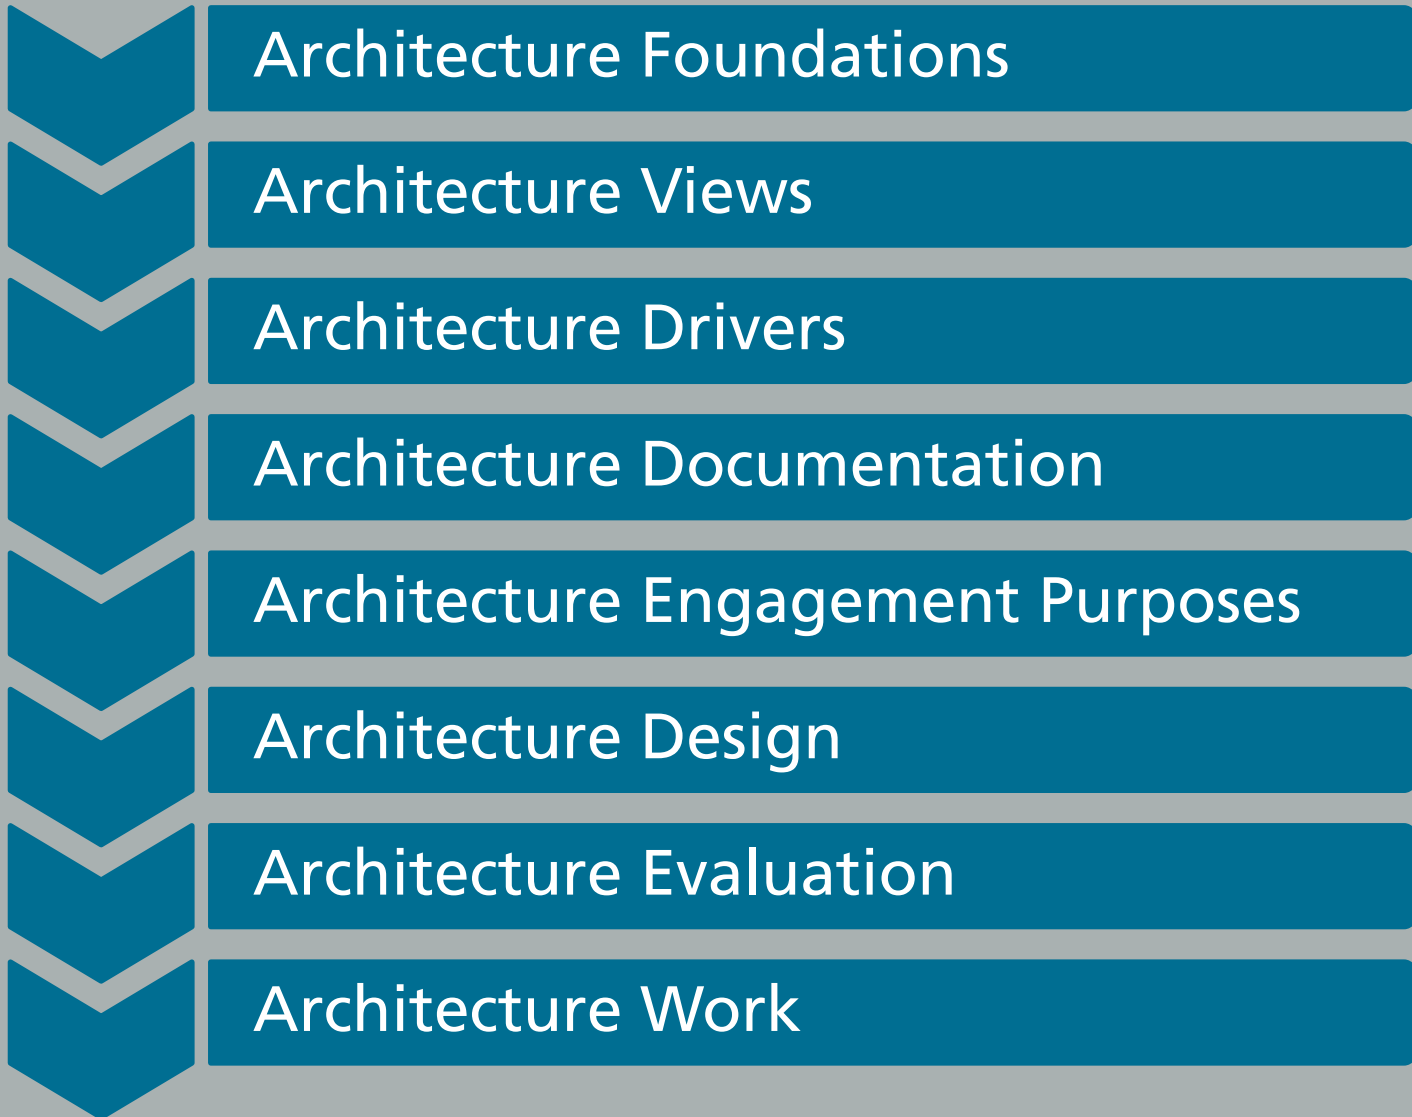 Architecture Foundations
Architecture Views
Architecture Drivers
Architecture Documentation
Architecture Engagement Purposes
Architecture Design
Architecture Evaluation
Architecture Work